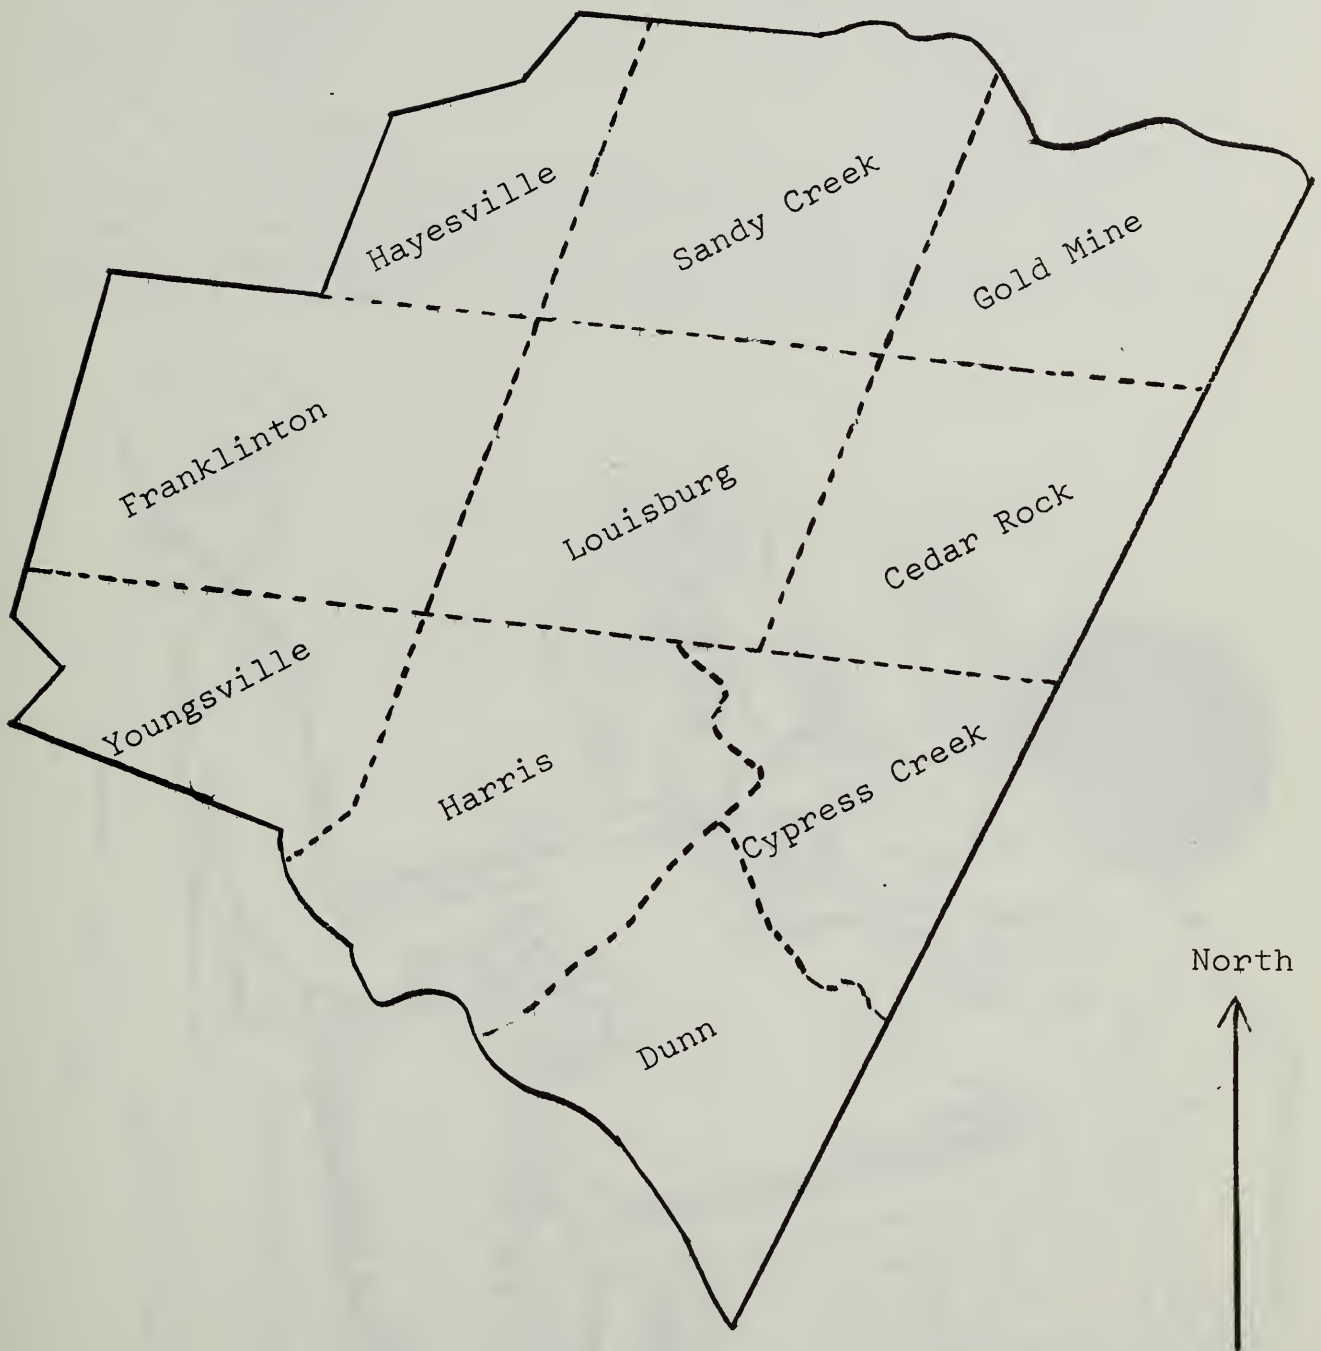 Hayesville
Sandy Creek
Gold Mine
Franklinton
Louisburg
Cedar Rock
Youngsville
Harris
Cypress Creek
Dunn
North